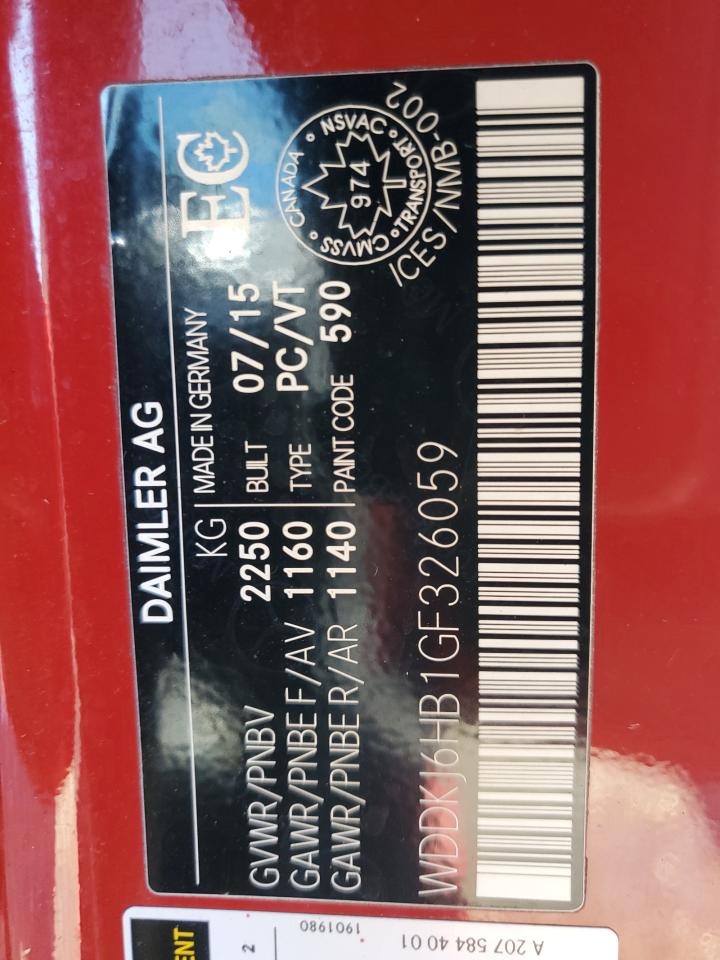 DAIMLER AG
KG MADE IN GERMANY
EC
GVWR/PNBV 2250 BUILT 07/15
GAWR/PNBE F/AV 1160 TYPE PC/VT
GAWR/PNBE R/AR 1140 PAINT CODE 590
CANADA NSVAC TRANSPORT CMVSS
974
/CES/NMB-002
WDDKJ6HB1GF326059
ENT
2
1901980
A 207 584 40 01